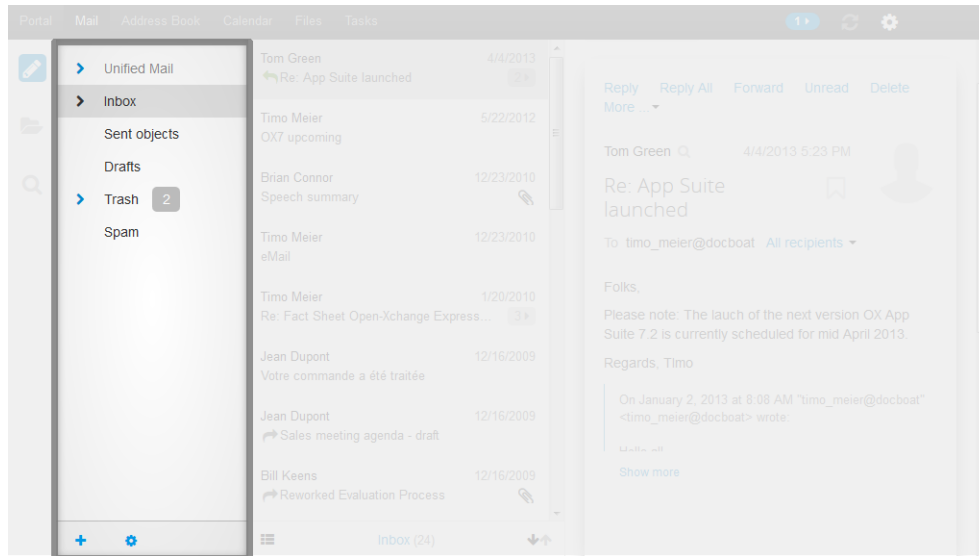 Portal Mail Address Book Calendar Files Tasks 1
Unified Mail
Inbox
Sent objects
Drafts
Trash 2
Spam
Tom Green 4/4/2013
Re: App Suite launched 2
Timo Meier 5/22/2012
OX7 upcoming
Brian Connor 12/23/2010
Speech summary
Timo Meier 12/23/2010
eMail
Timo Meier 1/20/2010
Re: Fact Sheet Open-Xchange Express... 3
Jean Dupont 12/16/2009
Votre commande a été traitée
Jean Dupont 12/16/2009
Sales meeting agenda - draft
Bill Keens 12/16/2009
Reworked Evaluation Process
Inbox (24)
Reply Reply All Forward Unread Delete
More ...
Tom Green 4/4/2013 5:23 PM
Re: App Suite
launched
To timo_meier@docboat All recipients
Folks,
Please note: The lauch of the next version OX App
Suite 7.2 is currently scheduled for mid April 2013.
Regards, Timo
On January 2, 2013 at 8:08 AM "timo_meier@docboat"
<timo_meier@docboat> wrote:
Hello all
Show more